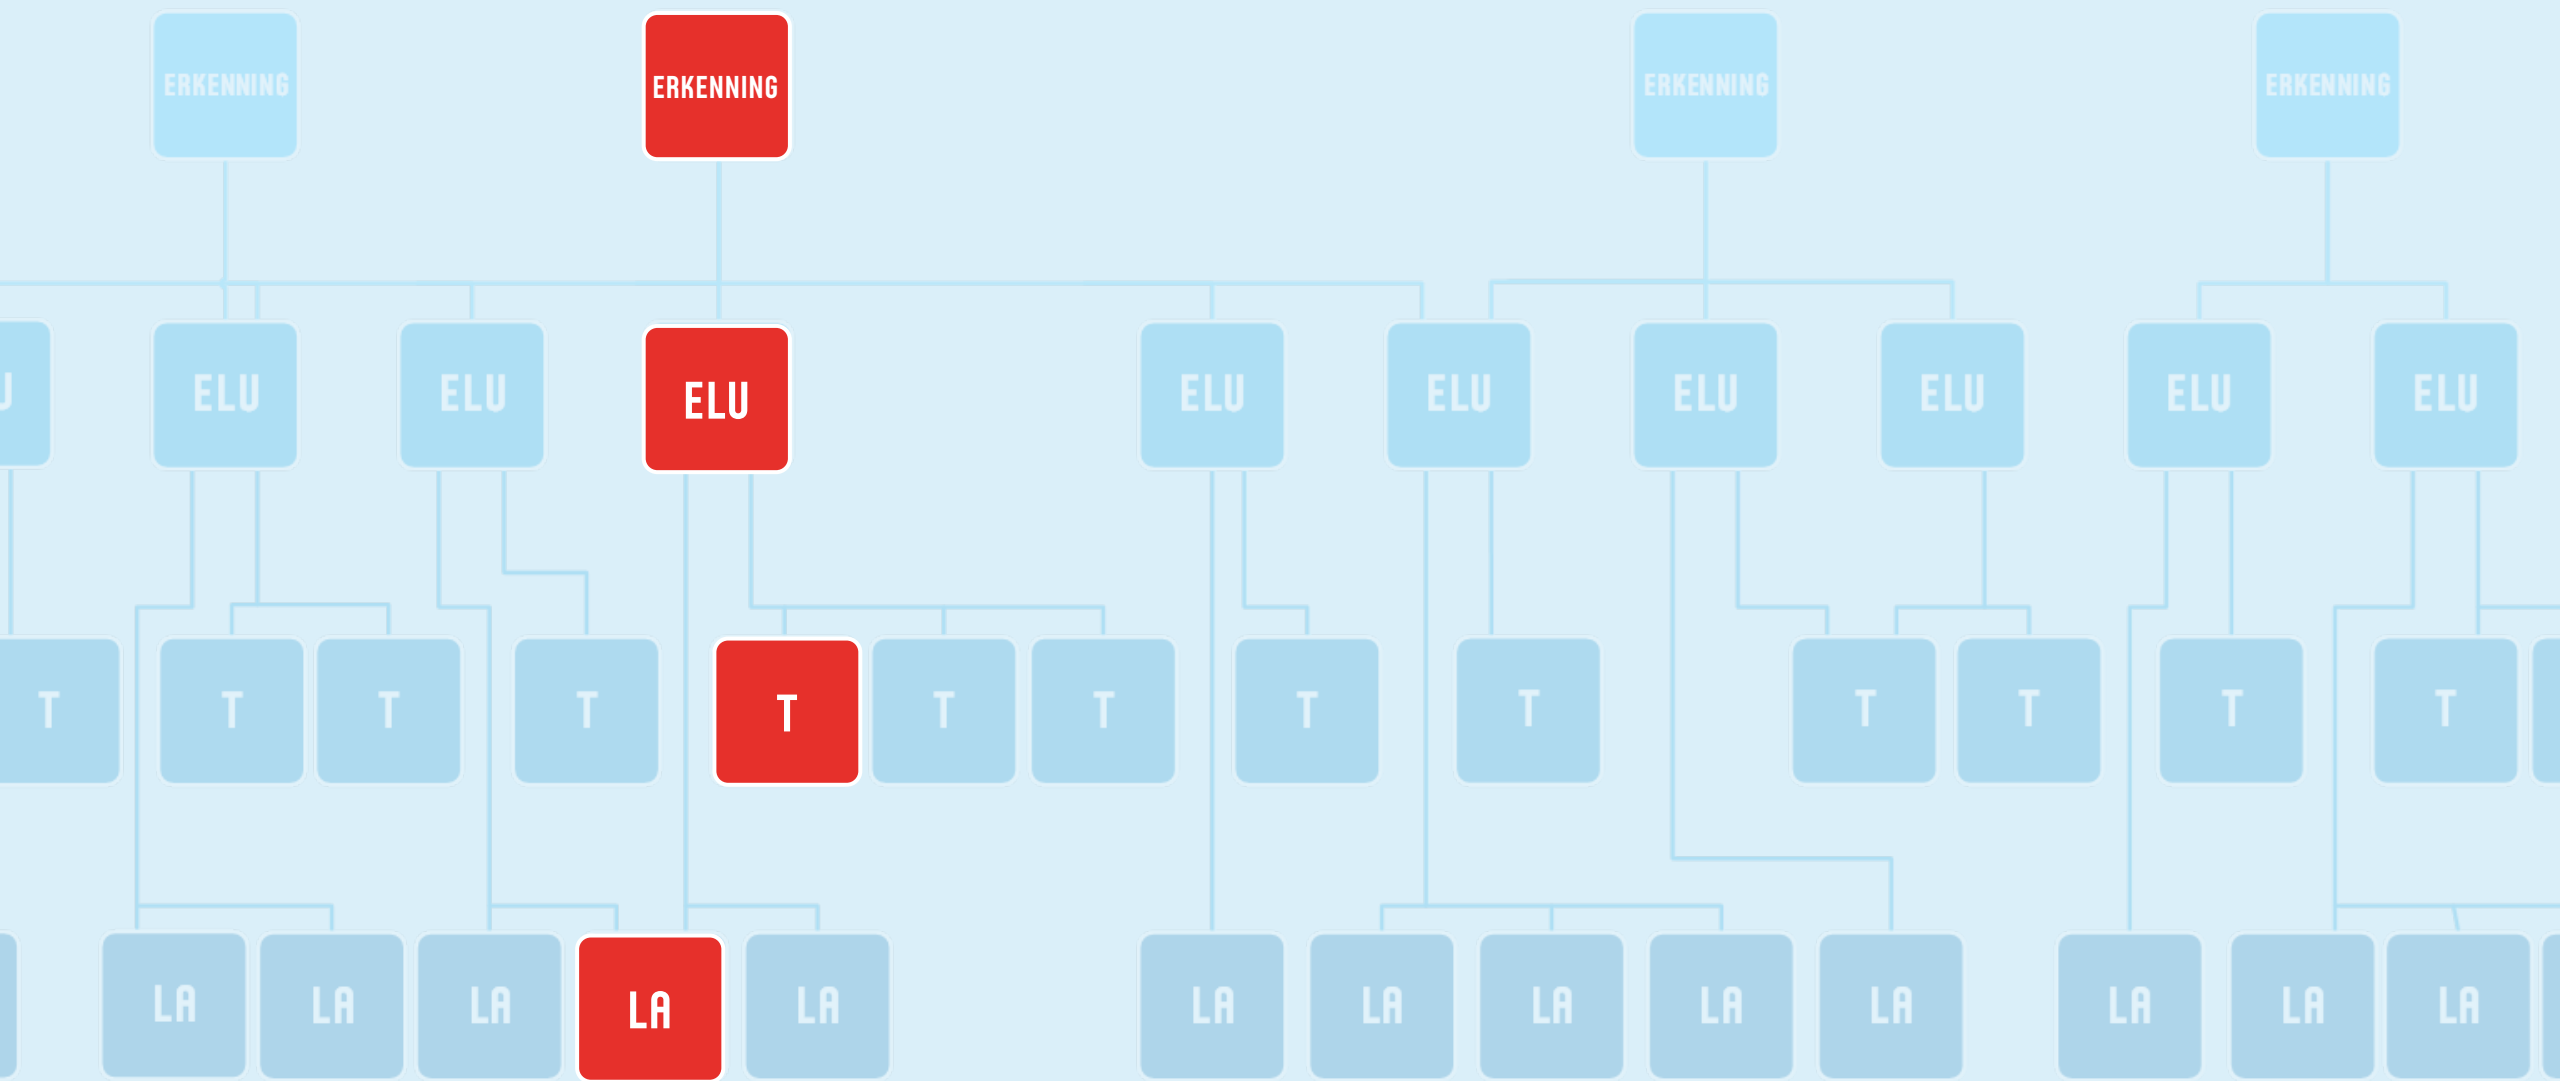 ERKENNING ERKENNING ERKENNING ERKENNING
U ELU ELU ELU ELU ELU ELU ELU ELU ELU
T T T T T T T T T T T T T
LA LA LA LA LA LA LA LA LA LA LA LA LA